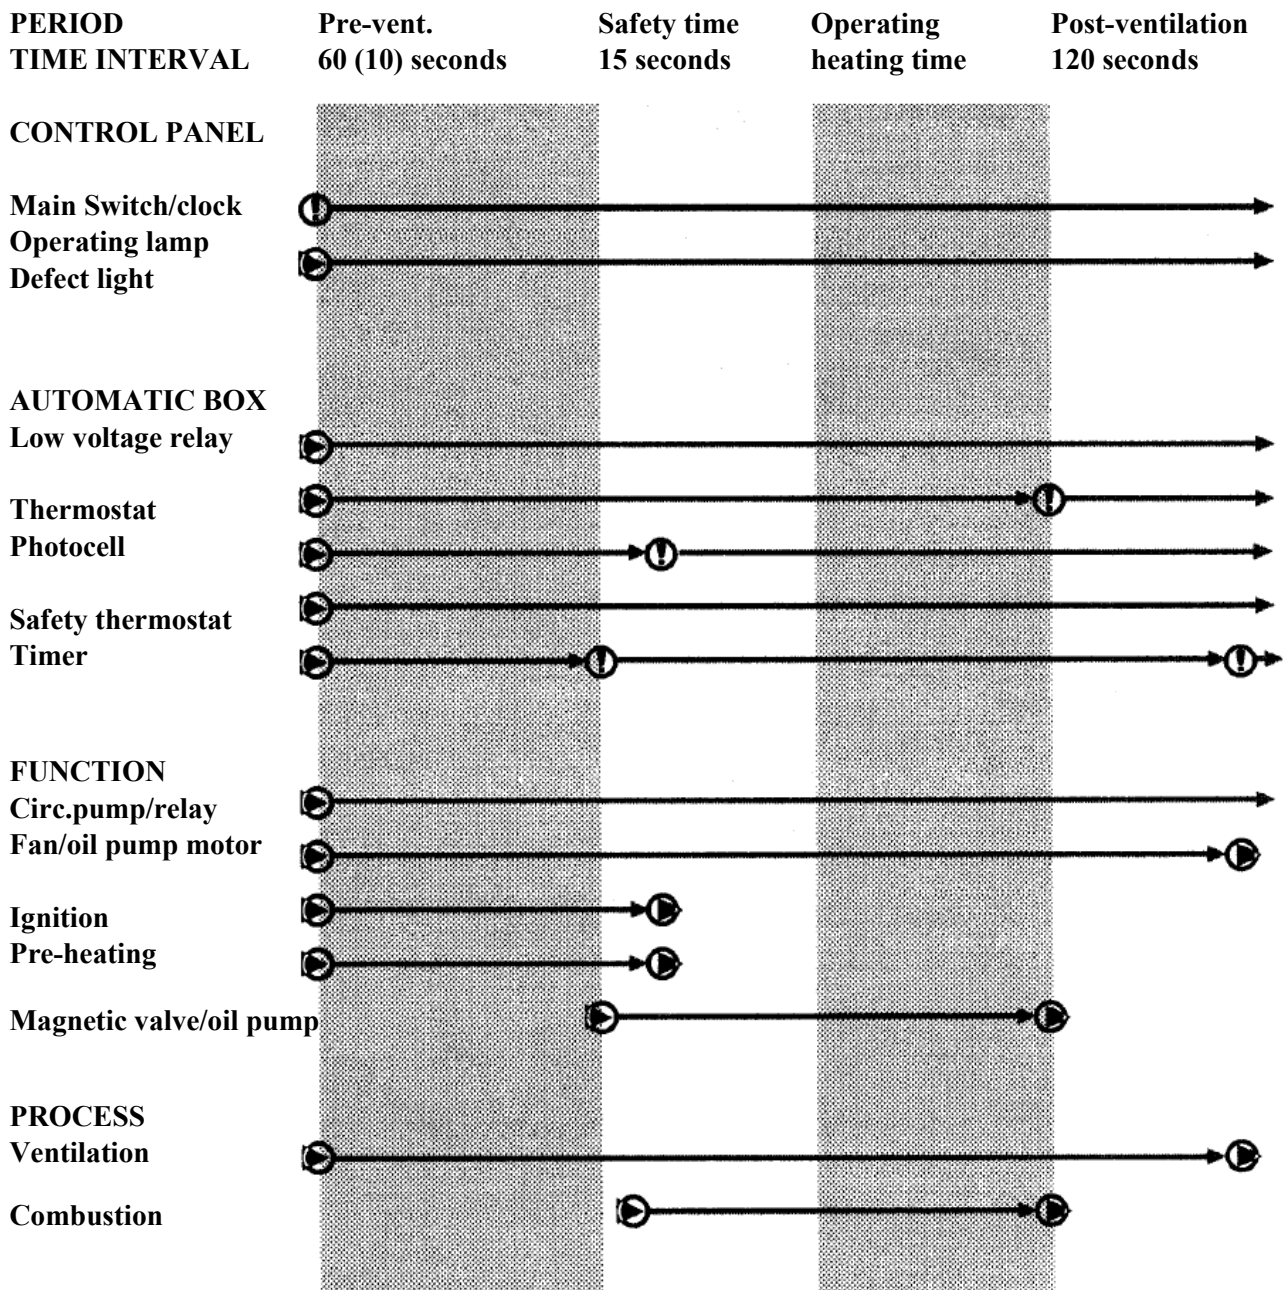 PERIOD Pre-vent. Safety time Operating Post-ventilation
TIME INTERVAL 60 (10) seconds 15 seconds heating time 120 seconds
CONTROL PANEL
Main Switch/clock
Operating lamp
Defect light
AUTOMATIC BOX
Low voltage relay
Thermostat
Photocell
Safety thermostat
Timer
FUNCTION
Circ.pump/relay
Fan/oil pump motor
Ignition
Pre-heating
Magnetic valve/oil pump
PROCESS
Ventilation
Combustion